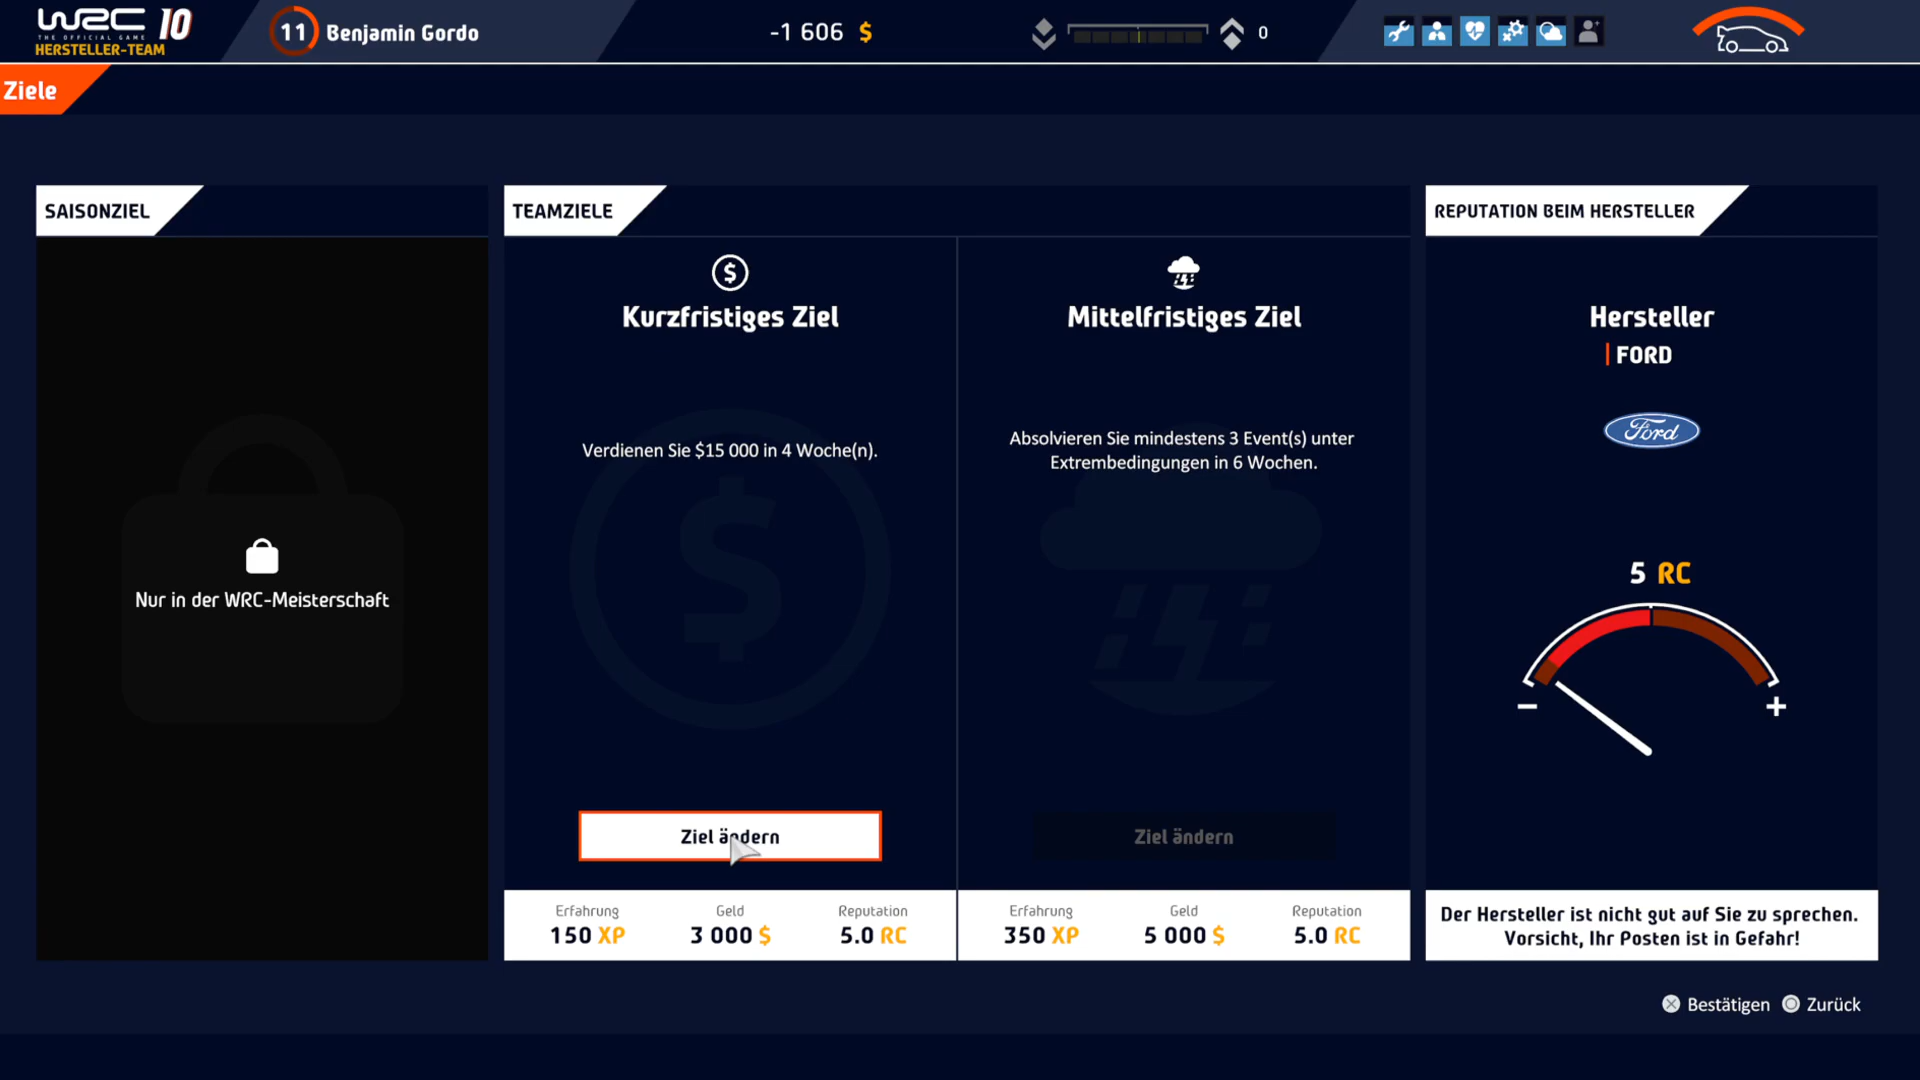 WRC 10
THE OFFICIAL GAME
HERSTELLER-TEAM
11 Benjamin Gordo
-1 606 $
0
Ziele
SAISONZIEL
Nur in der WRC-Meisterschaft
TEAMZIELE
Kurzfristiges Ziel
Verdienen Sie $15 000 in 4 Woche(n).
Ziel ändern
Erfahrung Geld Reputation
150 XP 3 000 $ 5.0 RC
Mittelfristiges Ziel
Absolvieren Sie mindestens 3 Event(s) unter
Extrembedingungen in 6 Wochen.
Ziel ändern
Erfahrung Geld Reputation
350 XP 5 000 $ 5.0 RC
REPUTATION BEIM HERSTELLER
Hersteller
FORD
Ford
5 RC
− +
Der Hersteller ist nicht gut auf Sie zu sprechen.
Vorsicht, Ihr Posten ist in Gefahr!
Bestätigen Zurück